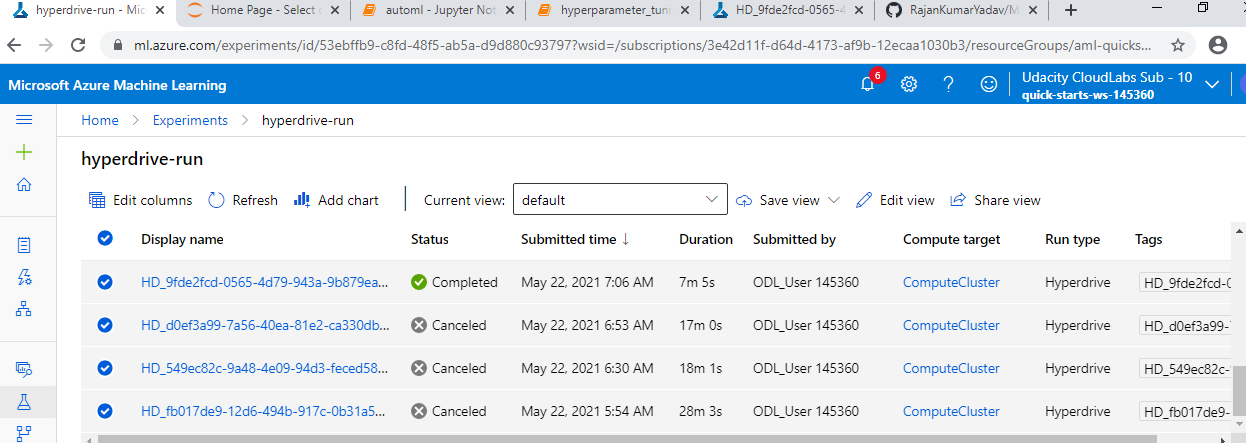 hyperdrive-run - Mic
Home Page - Select o
automl - Jupyter Not
hyperparameter_tun
HD_9fde2fcd-0565-4
RajanKumarYadav/M
ml.azure.com/experiments/id/53ebffb9-c8fd-48f5-ab5a-d9d880c93797?wsid=/subscriptions/3e42d11f-d64d-4173-af9b-12ecaa1030b3/resourceGroups/aml-quicks...
Microsoft Azure Machine Learning
6
Udacity CloudLabs Sub - 10
quick-starts-ws-145360
Home > Experiments > hyperdrive-run
hyperdrive-run
Edit columns Refresh Add chart Current view: default Save view Edit view Share view
Display name Status Submitted time ↓ Duration Submitted by Compute target Run type Tags
HD_9fde2fcd-0565-4d79-943a-9b879ea... Completed May 22, 2021 7:06 AM 7m 5s ODL_User 145360 ComputeCluster Hyperdrive HD_9fde2fcd-0
HD_d0ef3a99-7a56-40ea-81e2-ca330db... Canceled May 22, 2021 6:53 AM 17m 0s ODL_User 145360 ComputeCluster Hyperdrive HD_d0ef3a99-7
HD_549ec82c-9a48-4e09-94d3-feced58... Canceled May 22, 2021 6:30 AM 18m 1s ODL_User 145360 ComputeCluster Hyperdrive HD_549ec82c-
HD_fb017de9-12d6-494b-917c-0b31a5... Canceled May 22, 2021 5:54 AM 28m 3s ODL_User 145360 ComputeCluster Hyperdrive HD_fb017de9-